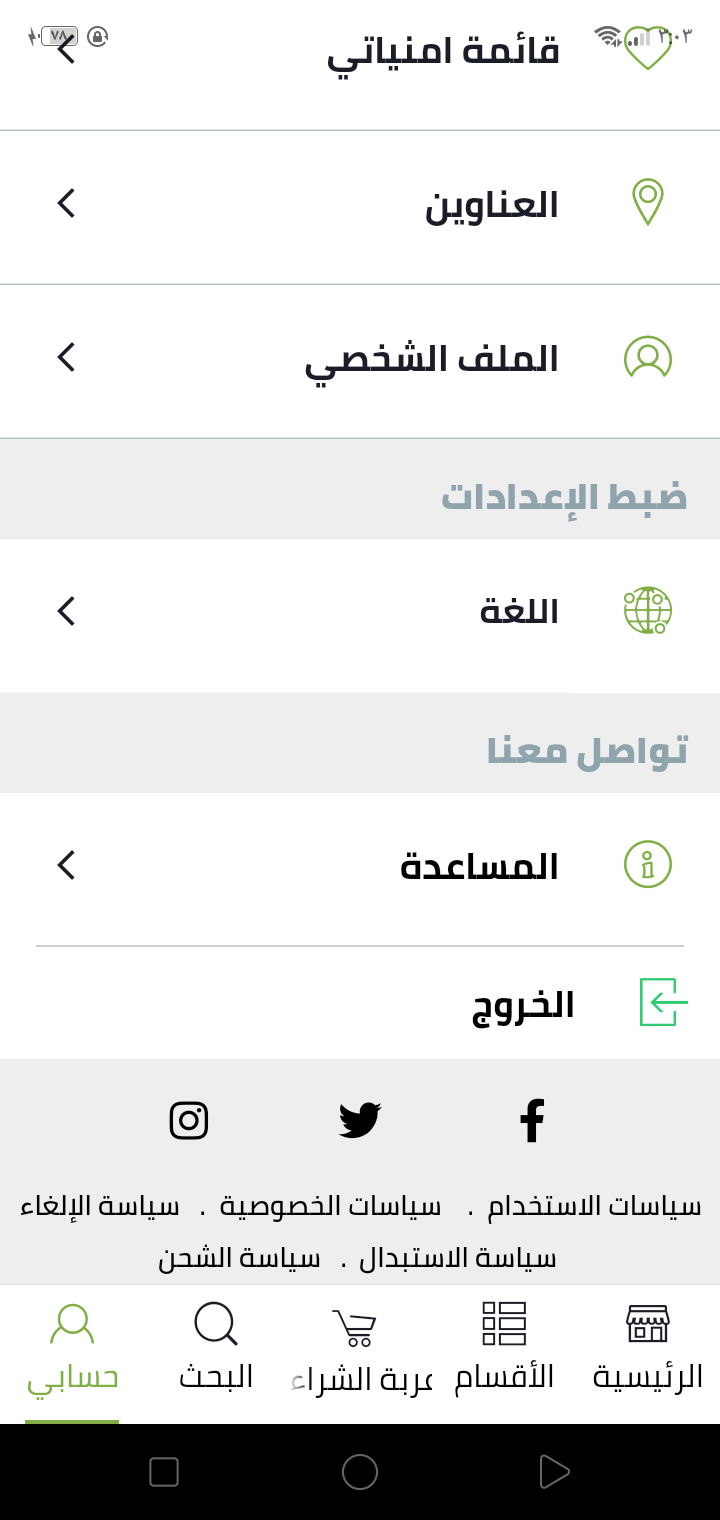 ٧٨ ٣:٠٣
قائمة امنياتي
العناوين
الملف الشخصي
ضبط الإعدادات
اللغة
تواصل معنا
المساعدة
الخروج
سياسات الاستخدام . سياسات الخصوصية . سياسة الإلغاء
سياسة الاستبدال . سياسة الشحن
الرئيسية الأقسام عربة الشراء البحث حسابي